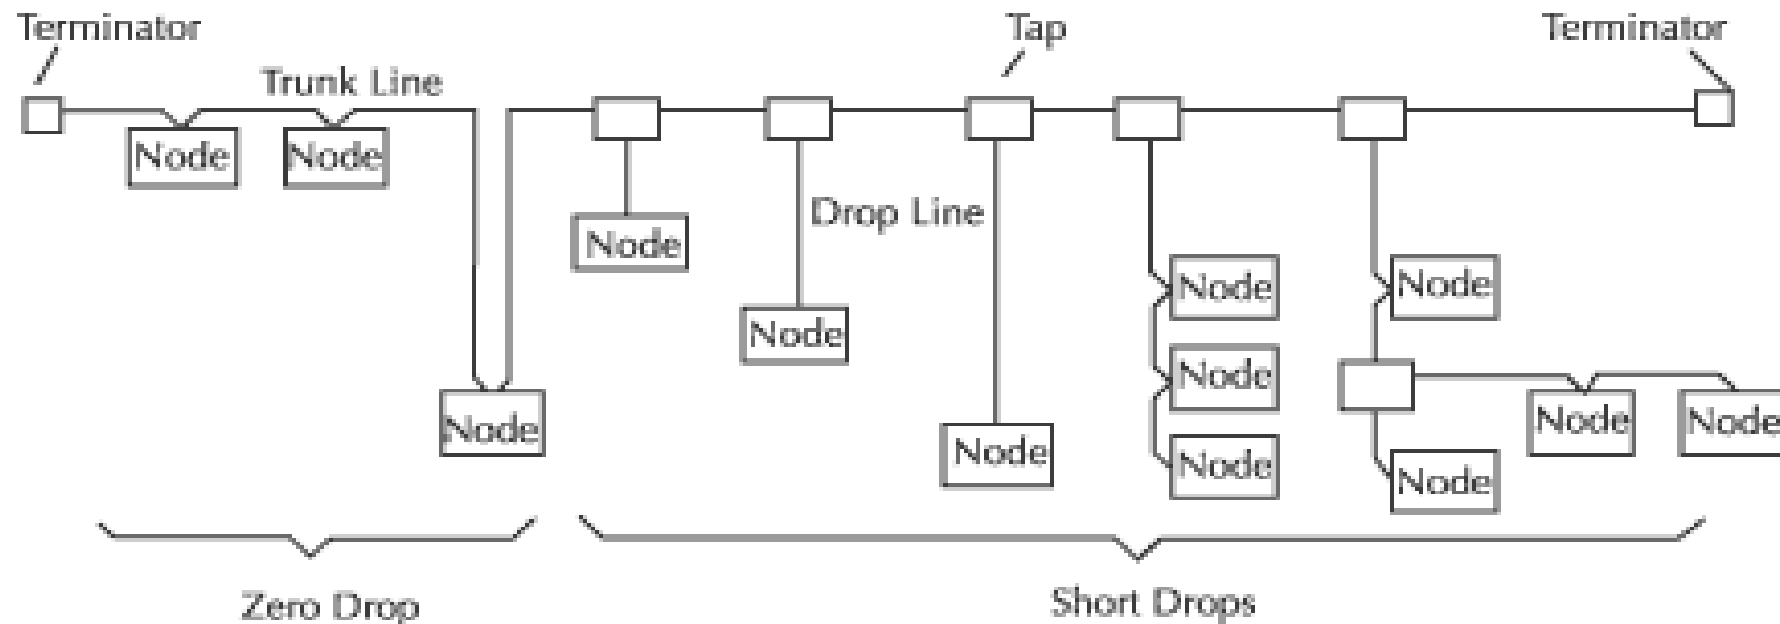 Terminator
Tap
Terminator
Trunk Line
Node
Node
Drop Line
Node
Node
Node
Node
Node
Node
Node
Node
Node
Node
Node
Node
Zero Drop
Short Drops